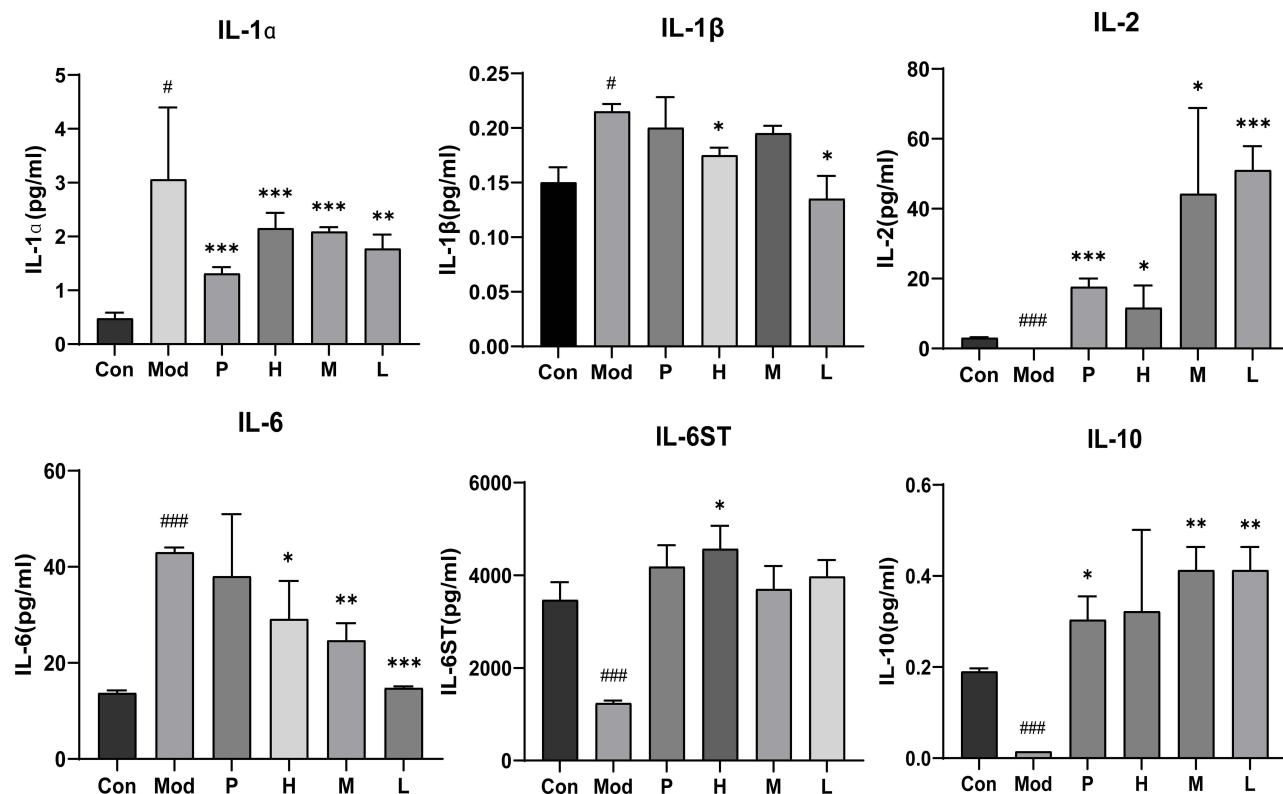 IL-1α
IL-1α(pg/ml)
5
4
3
2
1
0
#
***
***
***
**
Con Mod P H M L
IL-1β
IL-1β(pg/ml)
0.25
0.20
0.15
0.10
0.05
0.00
#
*
*
Con Mod P H M L
IL-2
IL-2(pg/ml)
80
60
40
20
0
###
***
*
*
***
Con Mod P H M L
IL-6
IL-6(pg/ml)
60
40
20
0
###
*
**
***
Con Mod P H M L
IL-6ST
IL-6ST(pg/ml)
6000
4000
2000
0
###
*
Con Mod P H M L
IL-10
IL-10(pg/ml)
0.6
0.4
0.2
0.0
###
*
**
**
Con Mod P H M L